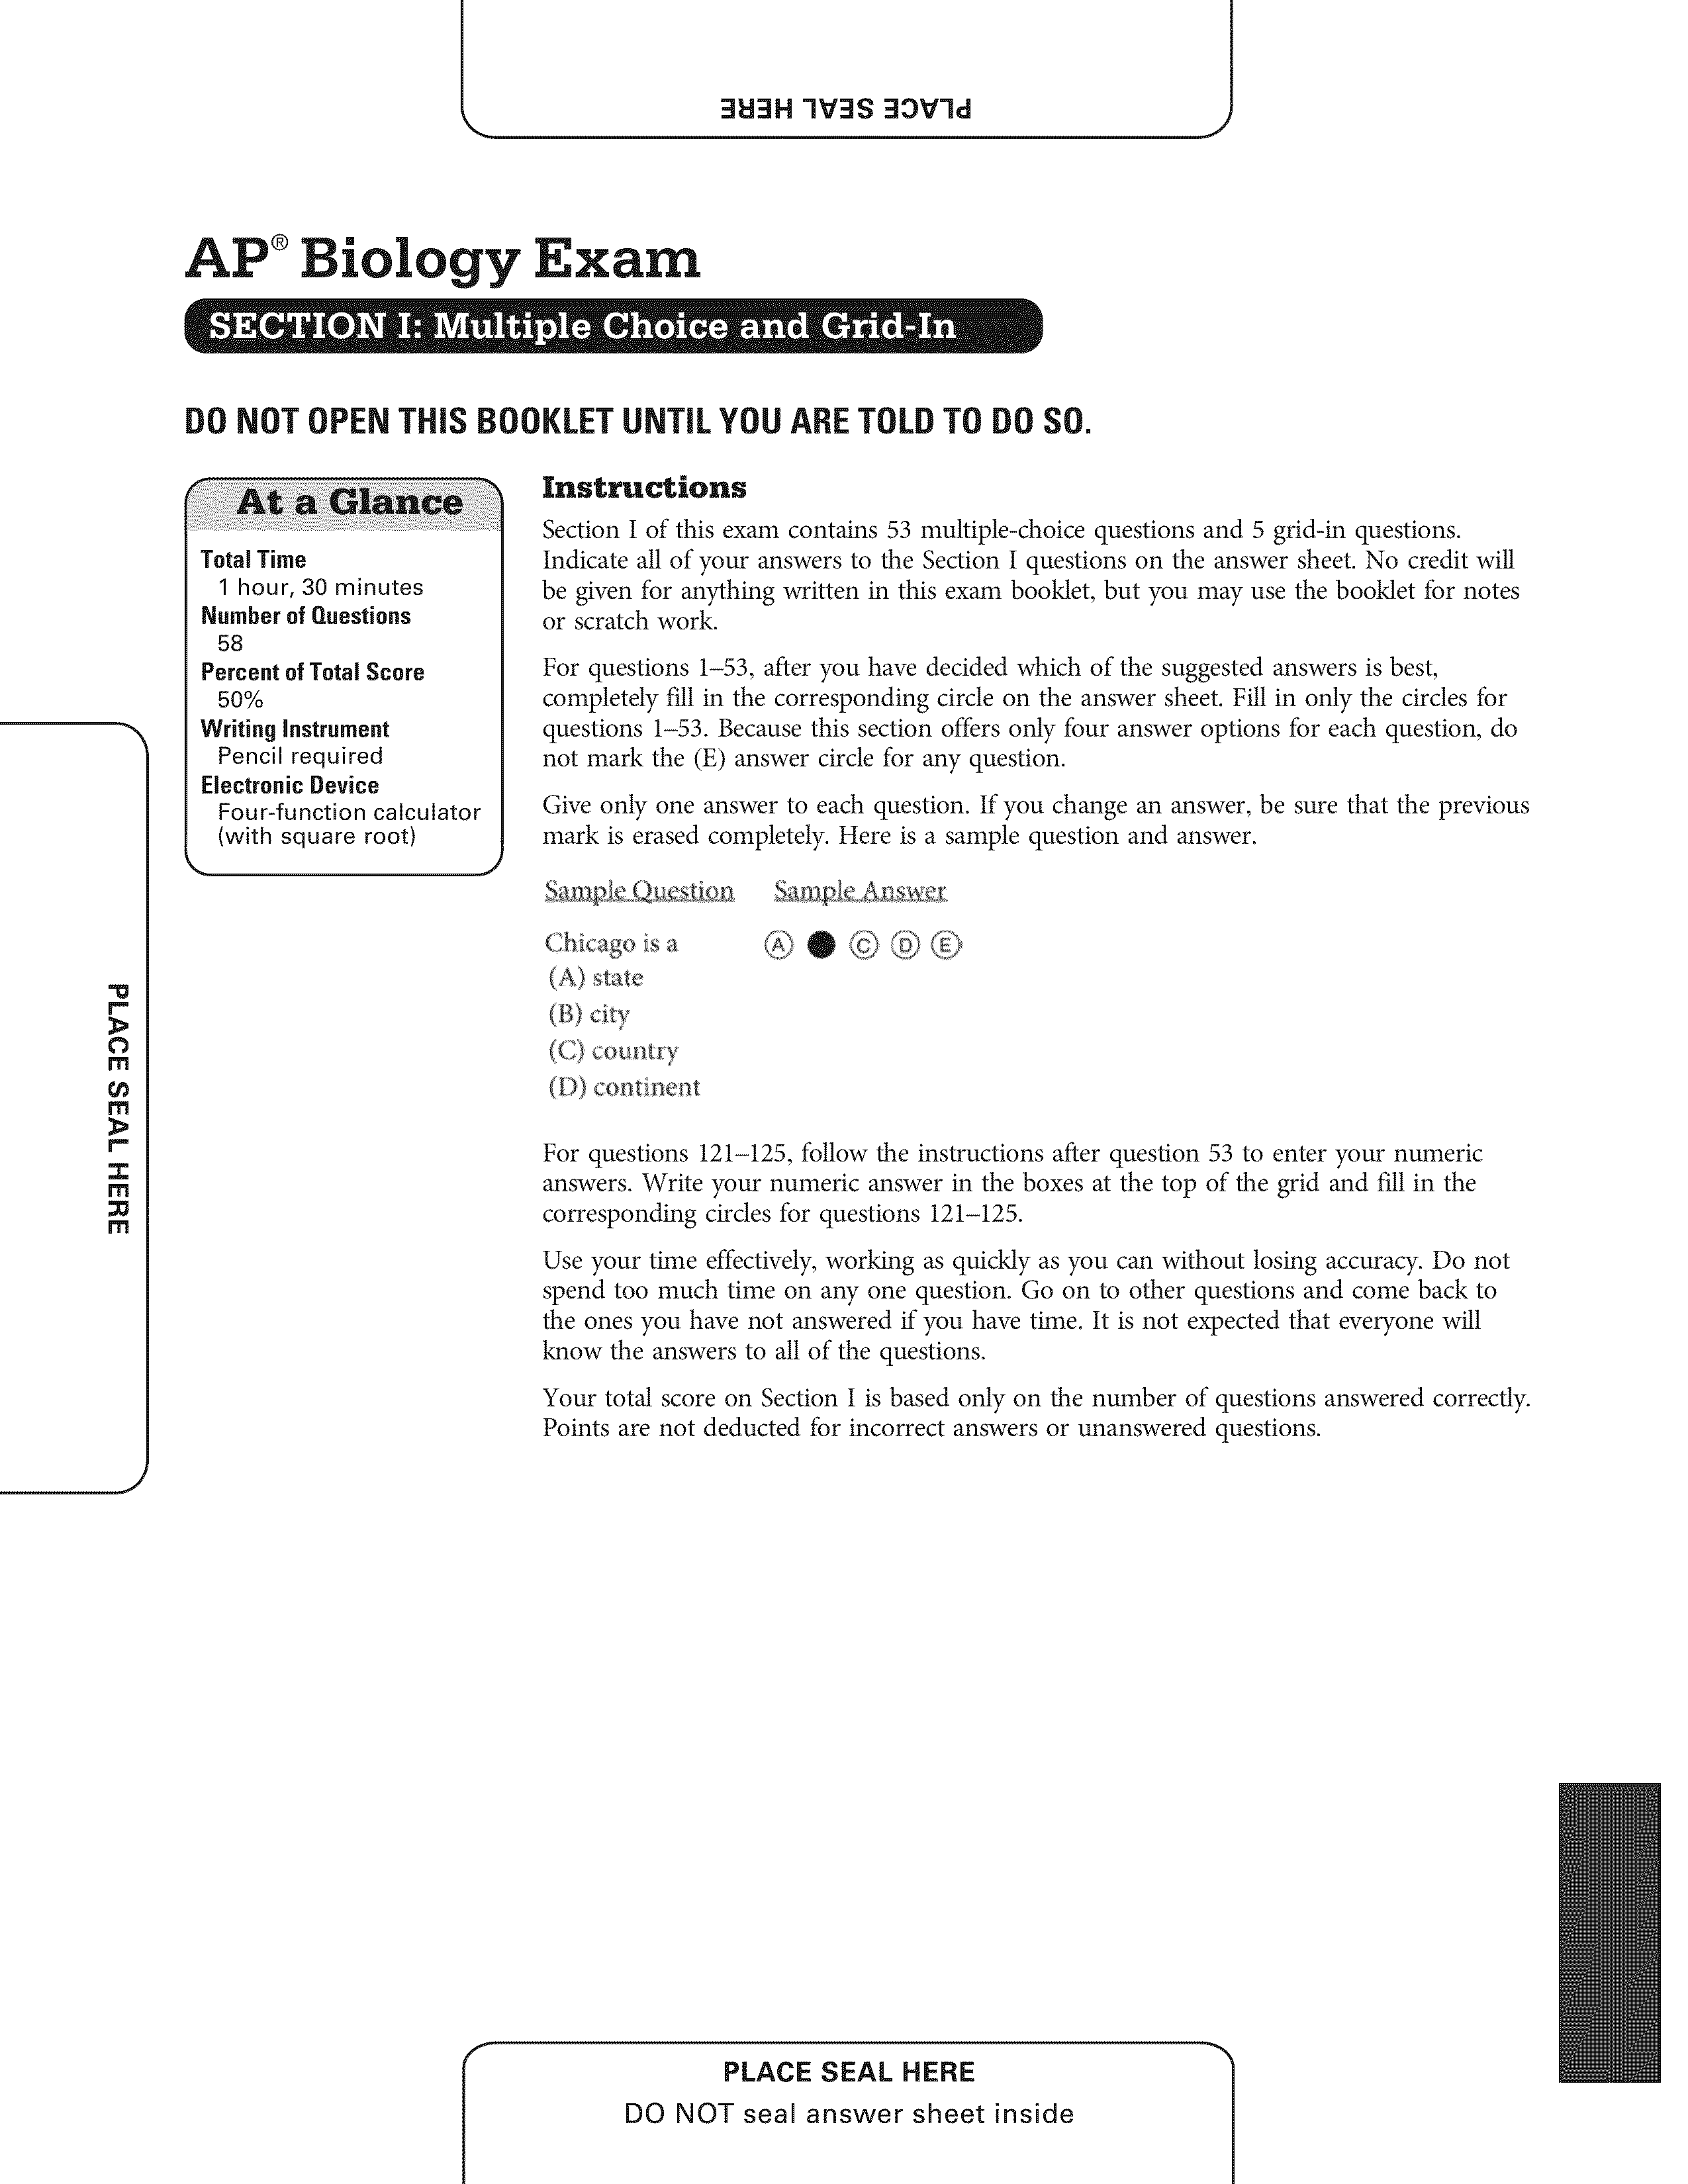 PLACE SEAL HERE
AP® Biology Exam
SECTION I: Multiple Choice and Grid-In
DO NOT OPEN THIS BOOKLET UNTIL YOU ARE TOLD TO DO SO.
At a Glance
Total Time
1 hour, 30 minutes
Number of Questions
58
Percent of Total Score
50%
Writing Instrument
Pencil required
Electronic Device
Four-function calculator
(with square root)
Instructions
Section I of this exam contains 53 multiple-choice questions and 5 grid-in questions.
Indicate all of your answers to the Section I questions on the answer sheet. No credit will
be given for anything written in this exam booklet, but you may use the booklet for notes
or scratch work.
For questions 1–53, after you have decided which of the suggested answers is best,
completely fill in the corresponding circle on the answer sheet. Fill in only the circles for
questions 1–53. Because this section offers only four answer options for each question, do
not mark the (E) answer circle for any question.
Give only one answer to each question. If you change an answer, be sure that the previous
mark is erased completely. Here is a sample question and answer.
Sample Question Sample Answer
Chicago is a A C D E
(A) state
(B) city
(C) country
(D) continent
For questions 121–125, follow the instructions after question 53 to enter your numeric
answers. Write your numeric answer in the boxes at the top of the grid and fill in the
corresponding circles for questions 121–125.
Use your time effectively, working as quickly as you can without losing accuracy. Do not
spend too much time on any one question. Go on to other questions and come back to
the ones you have not answered if you have time. It is not expected that everyone will
know the answers to all of the questions.
Your total score on Section I is based only on the number of questions answered correctly.
Points are not deducted for incorrect answers or unanswered questions.
PLACE SEAL HERE
PLACE SEAL HERE
DO NOT seal answer sheet inside